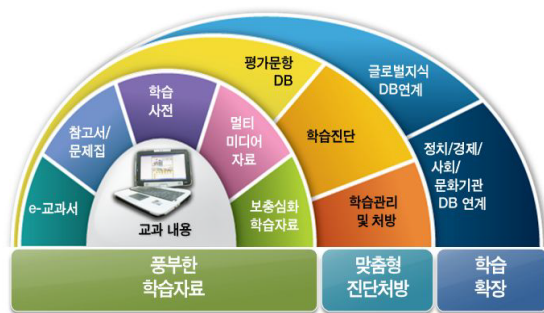 글로벌지식
DB연계
평가문항
DB
학습
사전
참고서/
문제집
멀티
미디어
자료
학습진단
정치/경제/
사회/
문화기관
DB 연계
e-교과서
보충심화
학습자료
학습관리
및 처방
교과 내용
풍부한
학습자료
맞춤형
진단처방
학습
확장